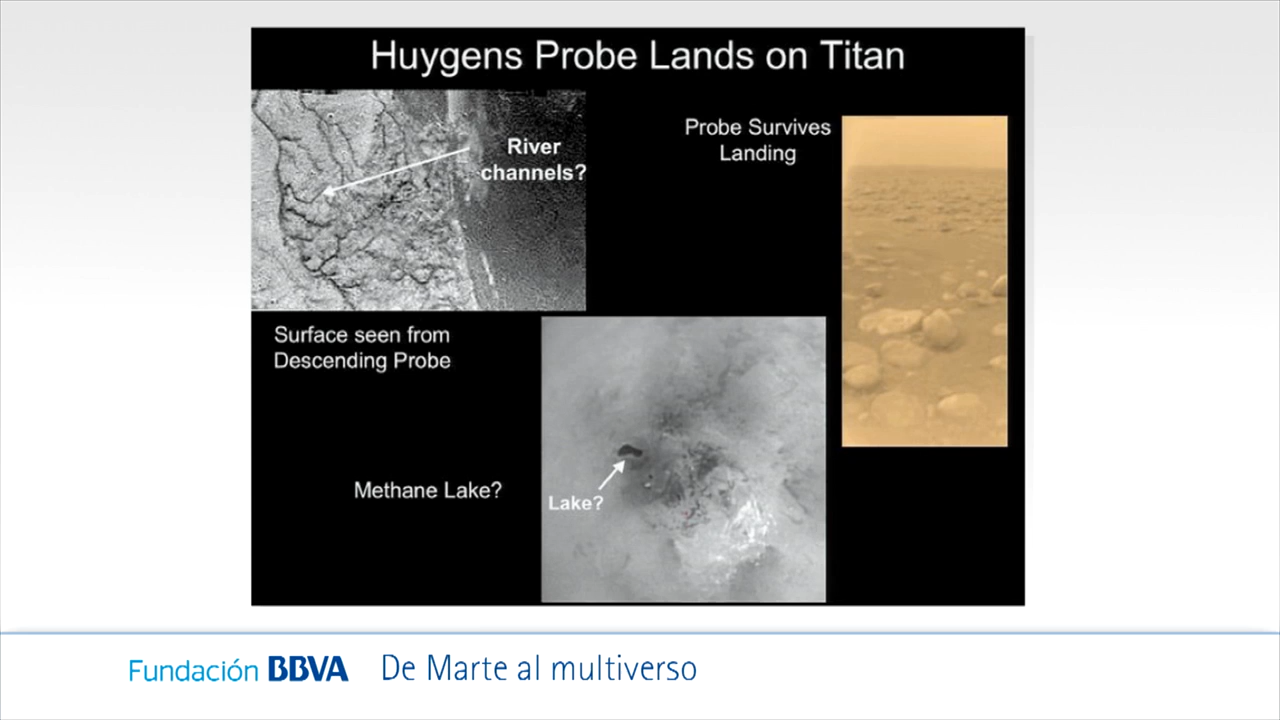 Huygens Probe Lands on Titan
River
channels?
Probe Survives
Landing
Surface seen from
Descending Probe
Methane Lake?
Lake?
Fundación BBVA
De Marte al multiverso